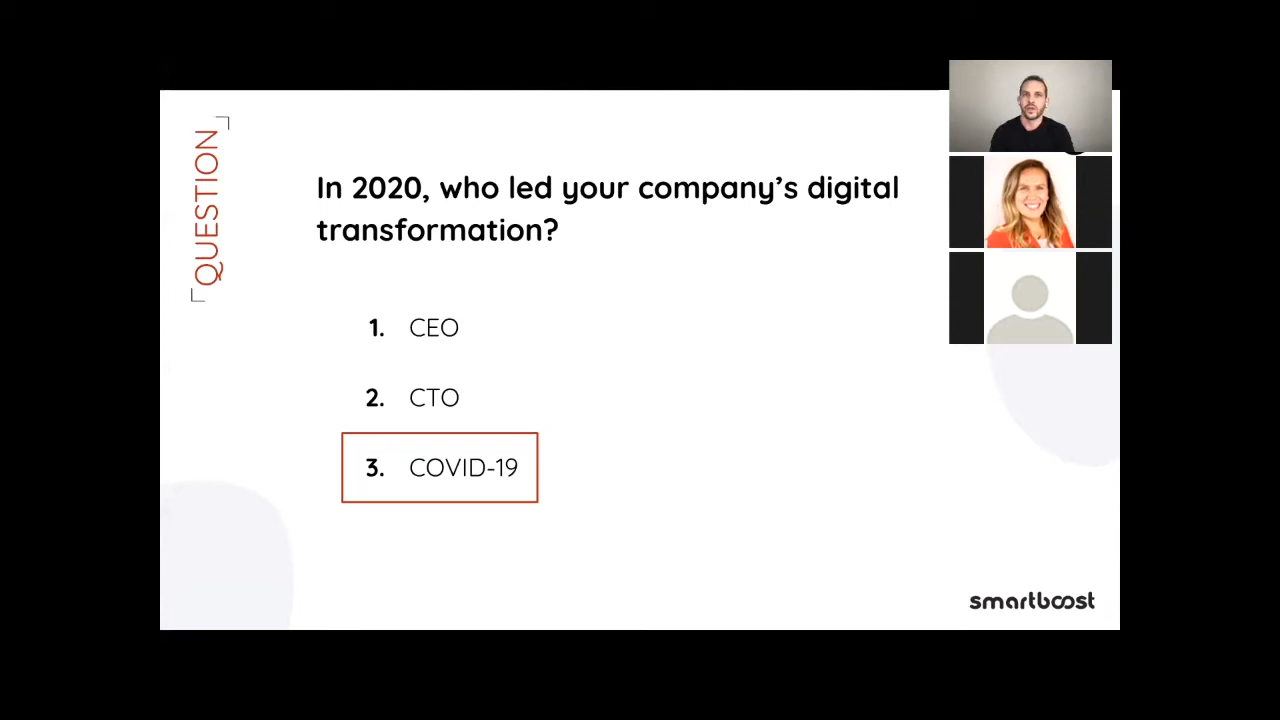 QUESTION
In 2020, who led your company’s digital
transformation?
1. CEO
2. CTO
3. COVID-19
smartboost